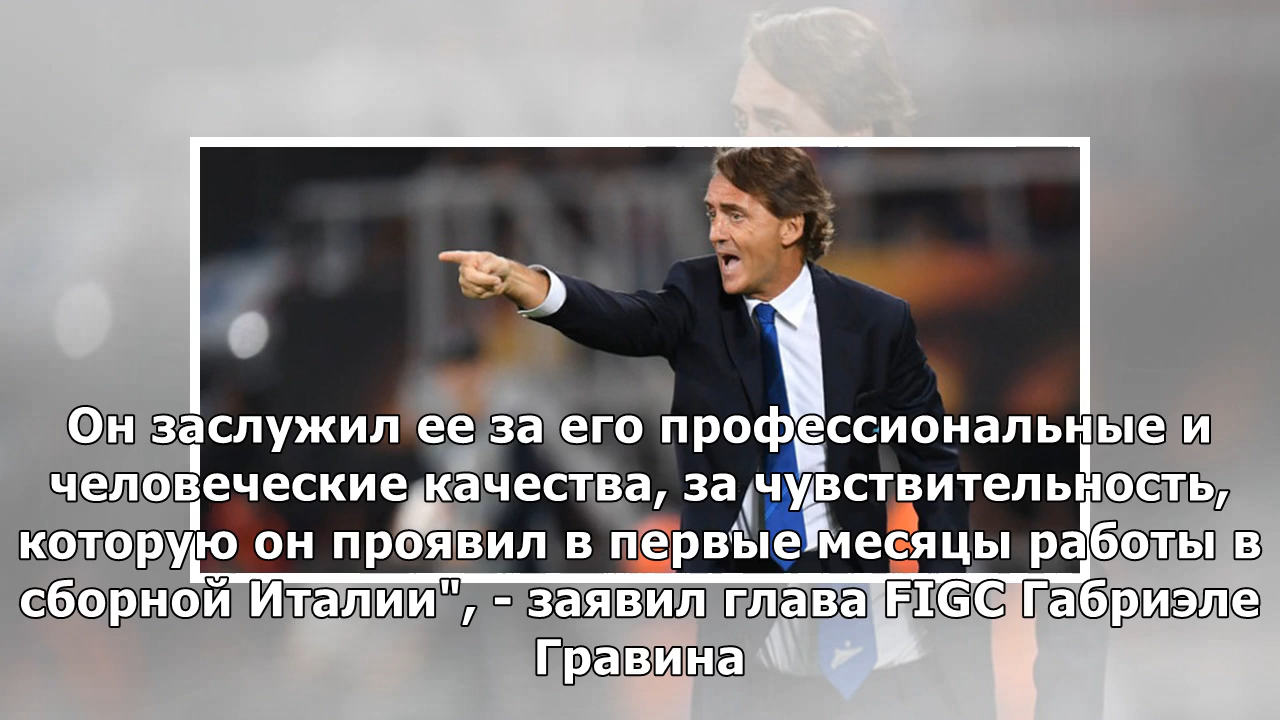 Он заслужил ее за его профессиональные и
человеческие качества, за чувствительность,
которую он проявил в первые месяцы работы в
сборной Италии", - заявил глава FIGC Габриэле
Гравина